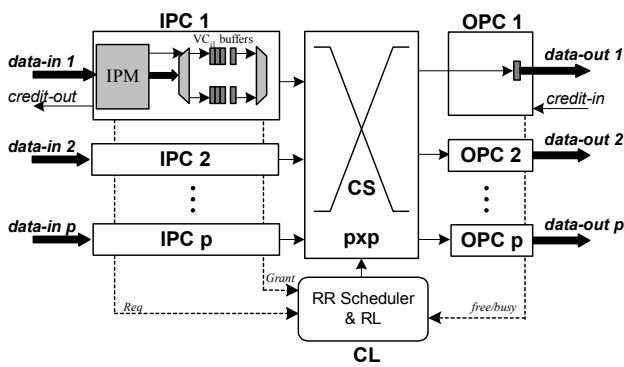 IPC 1
OPC 1
VCil buffers
data-in 1
IPM
data-out 1
credit-out
credit-in
data-in 2
IPC 2
OPC 2
data-out 2
CS
data-in p
IPC p
pxp
OPC p
data-out p
Grant
Req
RR Scheduler
& RL
free/busy
CL